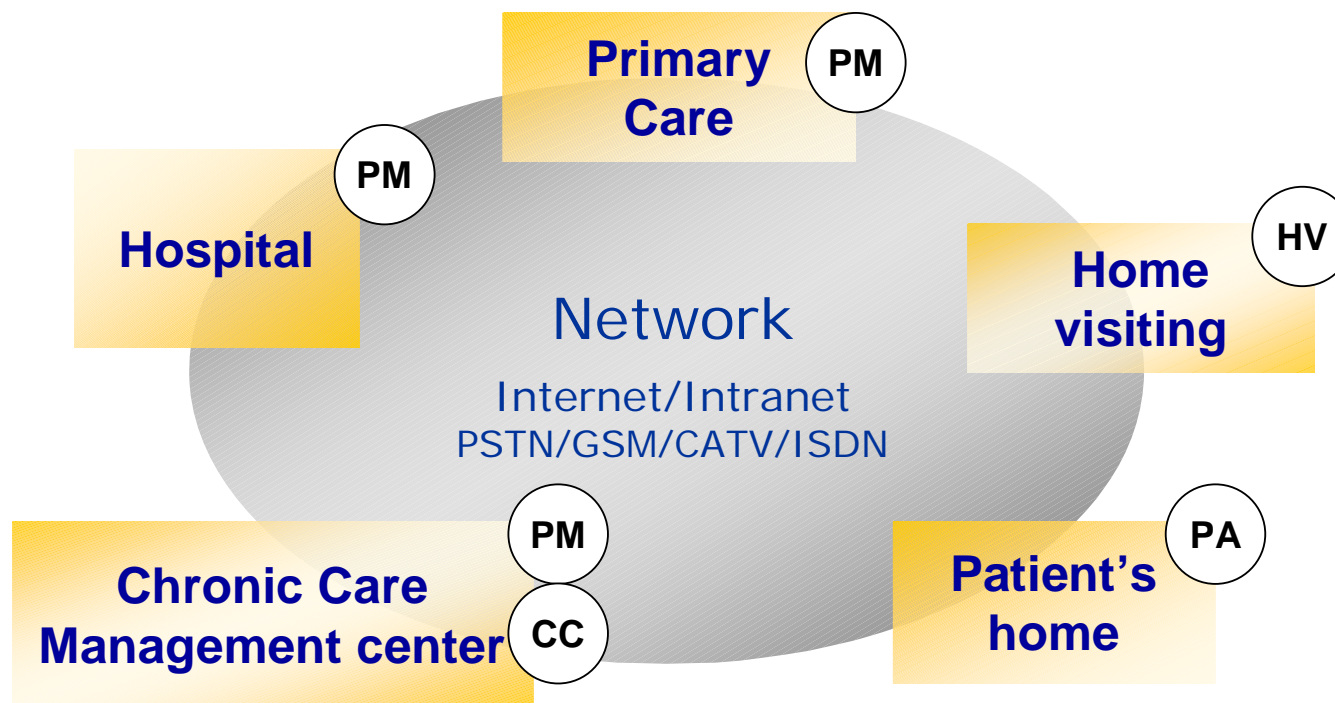 Primary
Care
PM
PM
Hospital
HV
Home
visiting
Network
Internet/Intranet
PSTN/GSM/CATV/ISDN
PM
CC
Chronic Care
Management center
PA
Patient’s
home